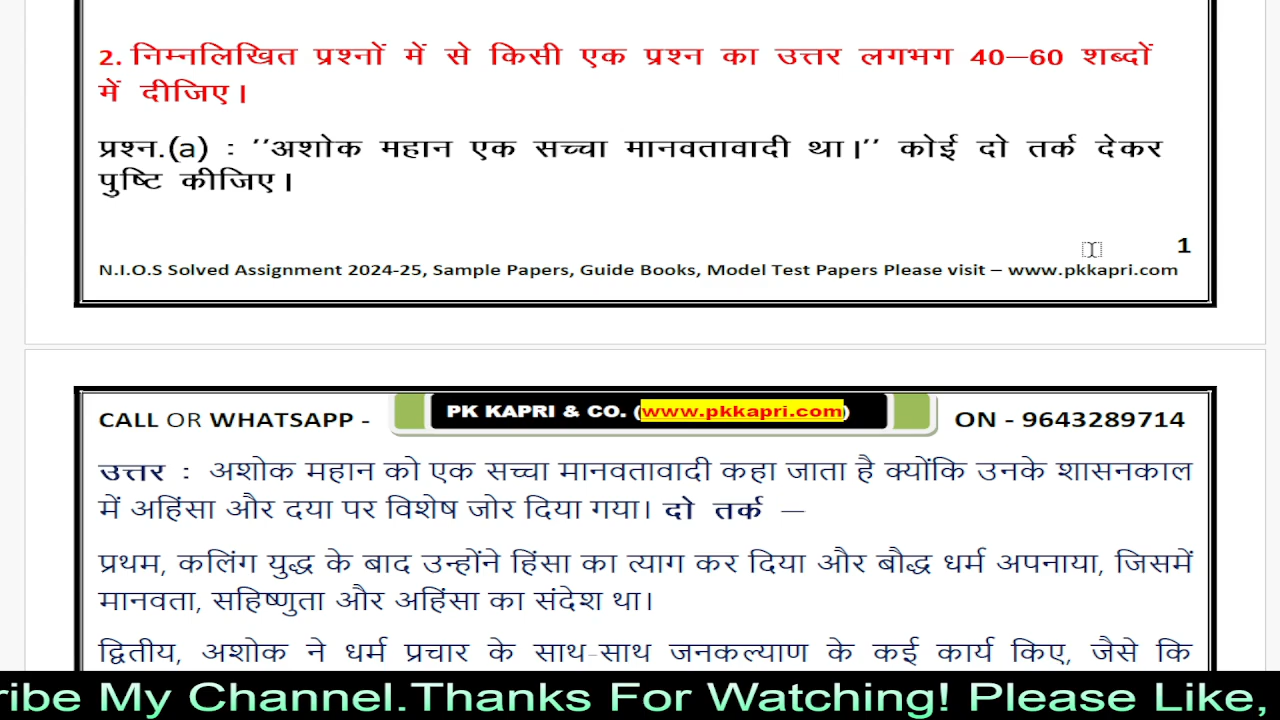 2. निम्नलिखित प्रश्नों में से किसी एक प्रश्न का उत्तर लगभग 40–60 शब्दों
में दीजिए।
प्रश्न.(a) : ’’अशोक महान एक सच्चा मानवतावादी था।’’ कोई दो तर्क देकर
पुष्टि कीजिए।
1
N.I.O.S Solved Assignment 2024-25, Sample Papers, Guide Books, Model Test Papers Please visit – www.pkkapri.com
CALL OR WHATSAPP - PK KAPRI & CO. (www.pkkapri.com) ON - 9643289714
उत्तर : अशोक महान को एक सच्चा मानवतावादी कहा जाता है क्योंकि उनके शासनकाल
में अहिंसा और दया पर विशेष जोर दिया गया। दो तर्क –
प्रथम, कलिंग युद्ध के बाद उन्होंने हिंसा का त्याग कर दिया और बौद्ध धर्म अपनाया, जिसमें
मानवता, सहिष्णुता और अहिंसा का संदेश था।
द्वितीय, अशोक ने धर्म प्रचार के साथ-साथ जनकल्याण के कई कार्य किए, जैसे कि
ribe My Channel.Thanks For Watching! Please Like,